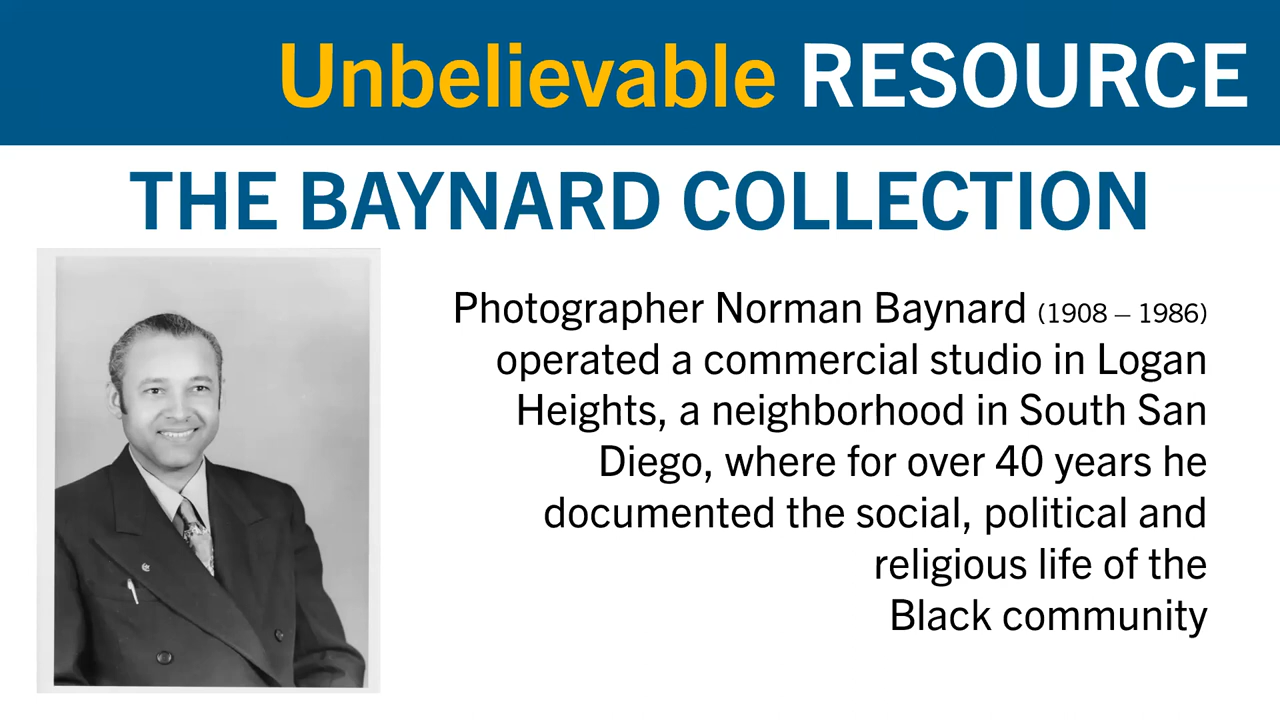 Unbelievable RESOURCE
THE BAYNARD COLLECTION
Photographer Norman Baynard (1908 – 1986)
operated a commercial studio in Logan
Heights, a neighborhood in South San
Diego, where for over 40 years he
documented the social, political and
religious life of the
Black community